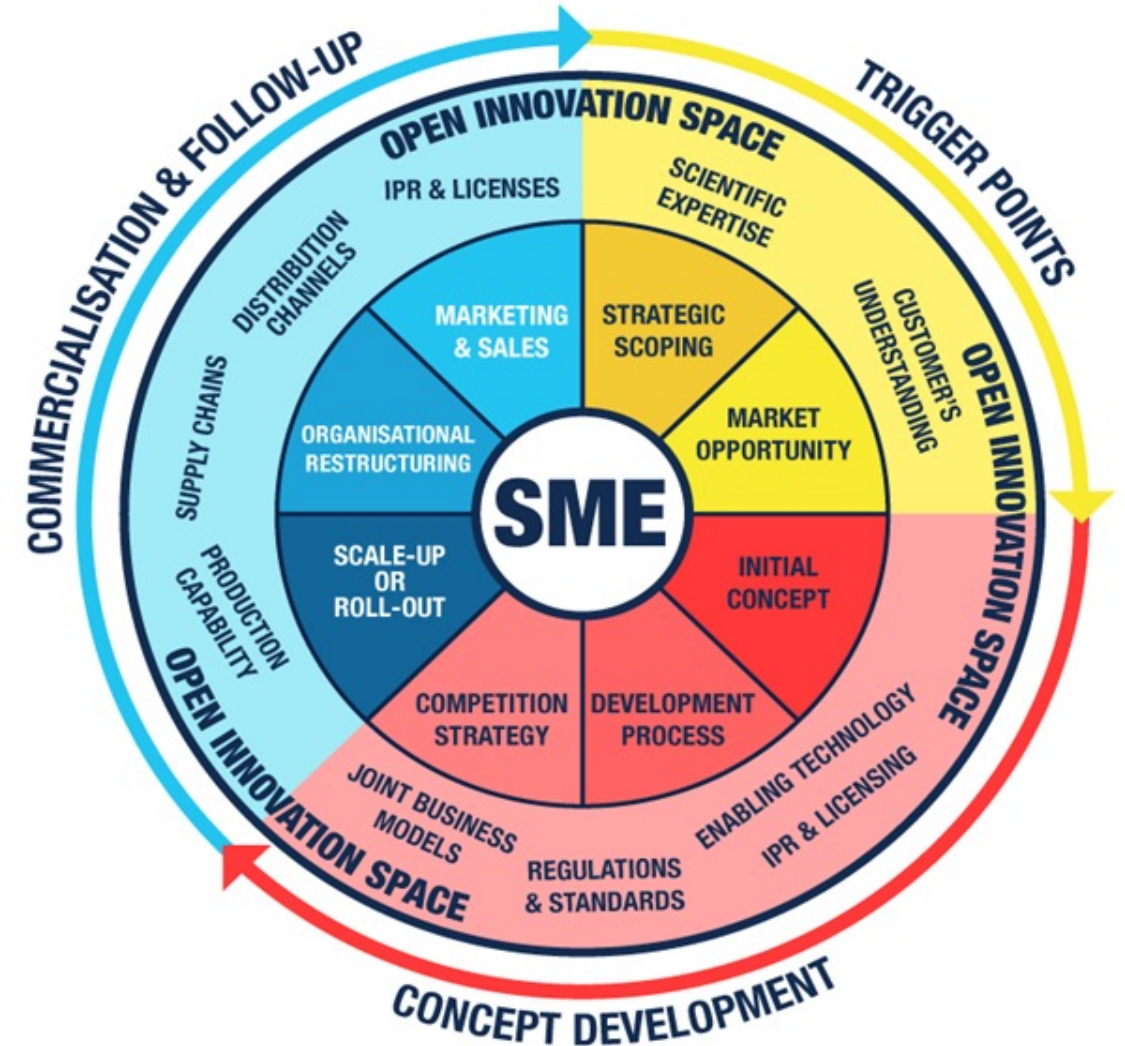 COMMERCIALISATION & FOLLOW-UP
TRIGGER POINTS
OPEN INNOVATION SPACE
IPR & LICENSES
SCIENTIFIC
EXPERTISE
DISTRIBUTION
CHANNELS
CUSTOMER'S
UNDERSTANDING
OPEN INNOVATION SPACE
MARKETING
& SALES
STRATEGIC
SCOPING
SUPPLY CHAINS
ORGANISATIONAL
RESTRUCTURING
MARKET
OPPORTUNITY
SME
SCALE-UP
OR
ROLL-OUT
INITIAL
CONCEPT
PRODUCTION
CAPABILITY
OPEN INNOVATION SPACE
COMPETITION
STRATEGY
DEVELOPMENT
PROCESS
JOINT BUSINESS
MODELS
REGULATIONS
& STANDARDS
ENABLING TECHNOLOGY
IPR & LICENSING
CONCEPT DEVELOPMENT